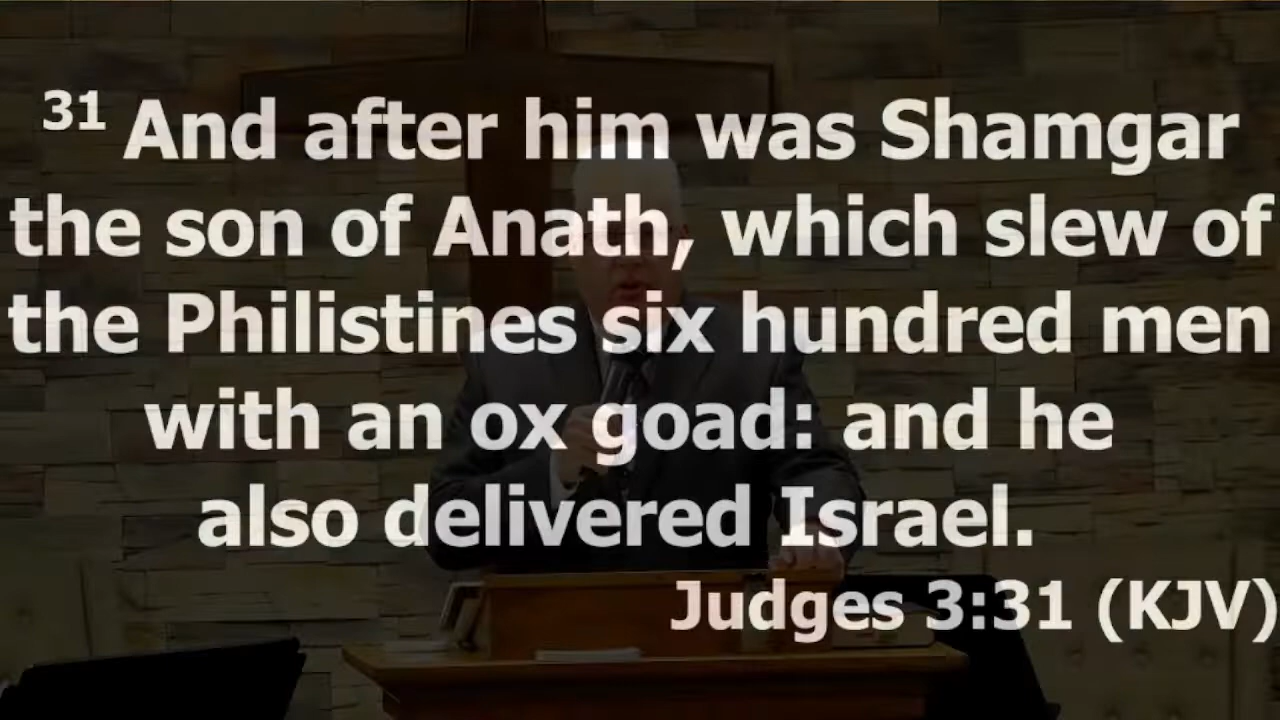 31 And after him was Shamgar
the son of Anath, which slew of
the Philistines six hundred men
with an ox goad: and he
also delivered Israel.
Judges 3:31 (KJV)